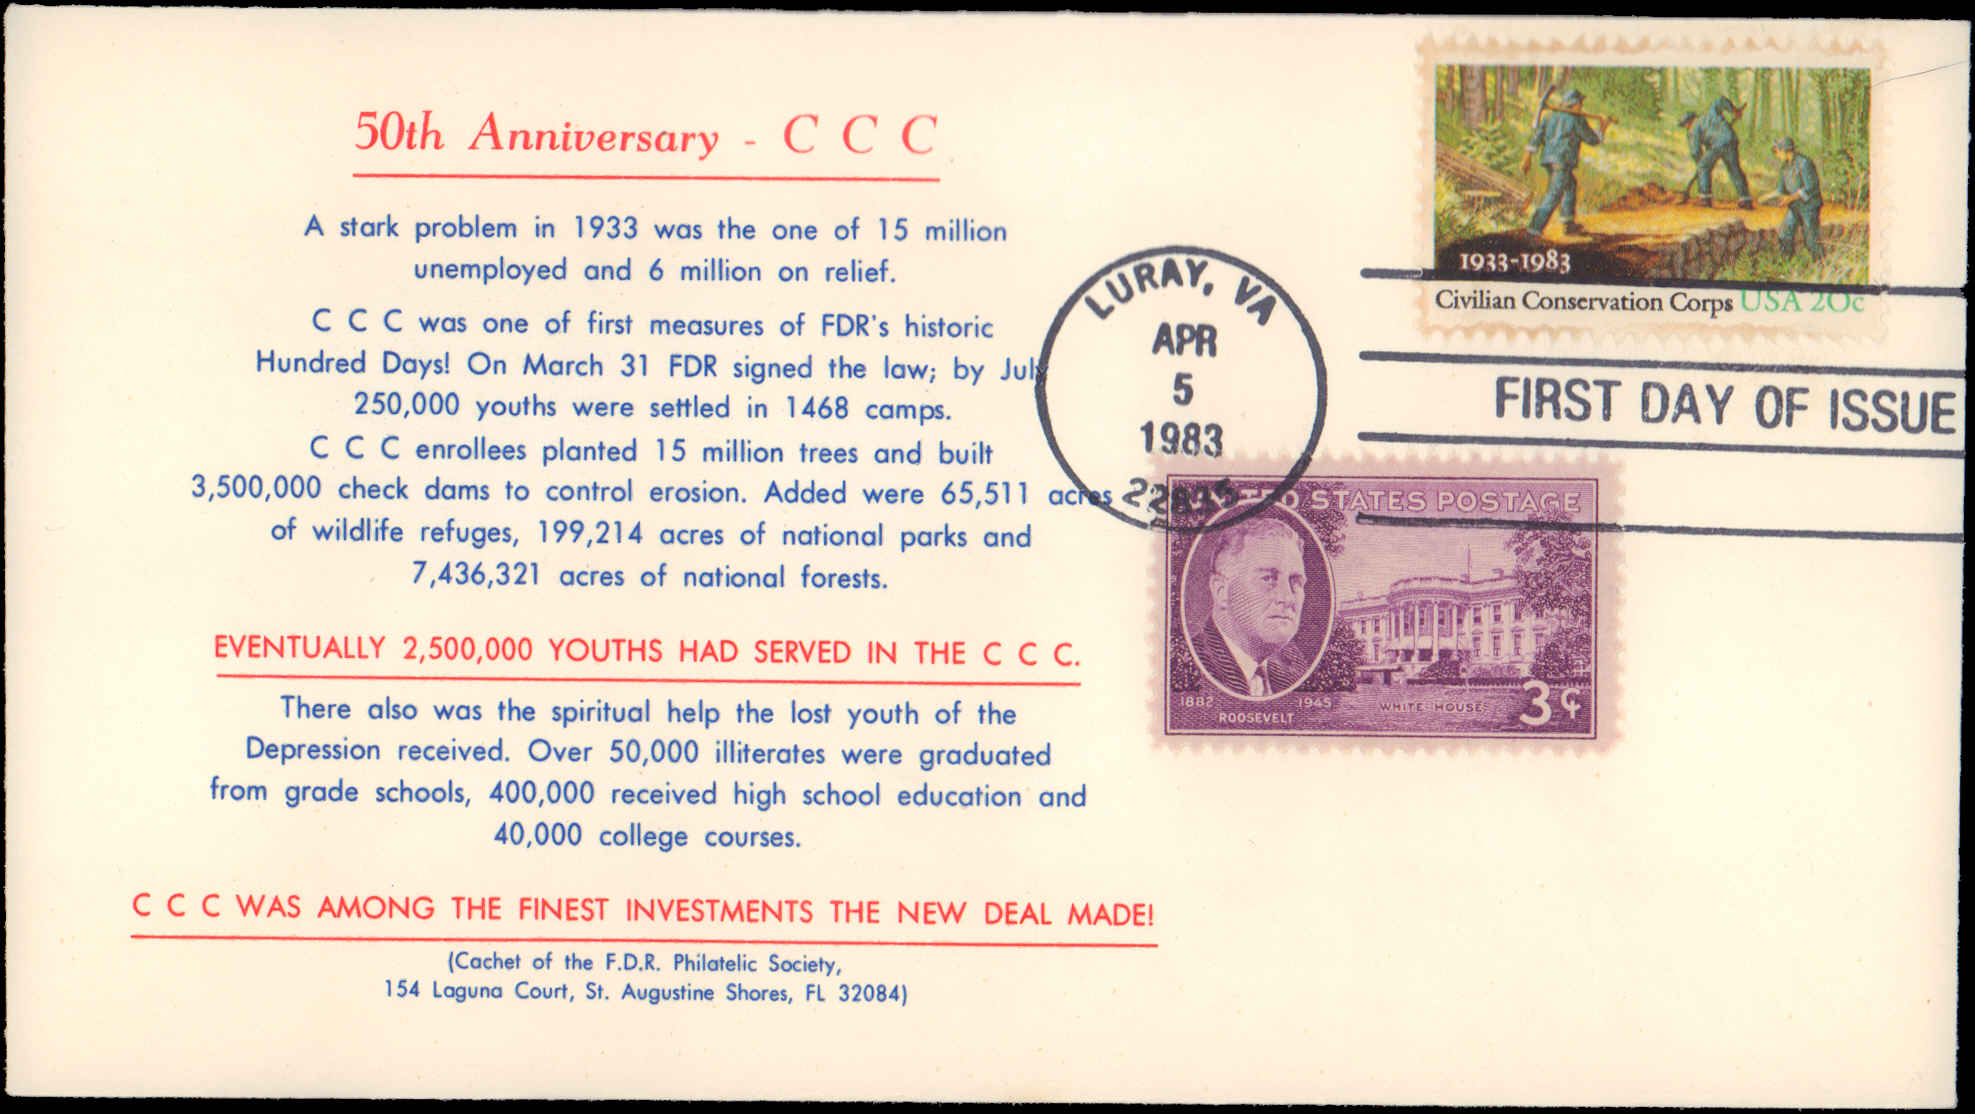 50th Anniversary - C C C
A stark problem in 1933 was the one of 15 million
unemployed and 6 million on relief.
C C C was one of first measures of FDR's historic
Hundred Days! On March 31 FDR signed the law; by July
250,000 youths were settled in 1468 camps.
C C C enrollees planted 15 million trees and built
3,500,000 check dams to control erosion. Added were 65,511 acres
of wildlife refuges, 199,214 acres of national parks and
7,436,321 acres of national forests.
EVENTUALLY 2,500,000 YOUTHS HAD SERVED IN THE C C C.
There also was the spiritual help the lost youth of the
Depression received. Over 50,000 illiterates were graduated
from grade schools, 400,000 received high school education and
40,000 college courses.
C C C WAS AMONG THE FINEST INVESTMENTS THE NEW DEAL MADE!
(Cachet of the F.D.R. Philatelic Society,
154 Laguna Court, St. Augustine Shores, FL 32084)
LURAY, VA
APR
5
1983
22835
1933-1983
Civilian Conservation Corps USA 20c
FIRST DAY OF ISSUE
UNITED STATES POSTAGE
1882 1945
ROOSEVELT
WHITE HOUSE
3¢